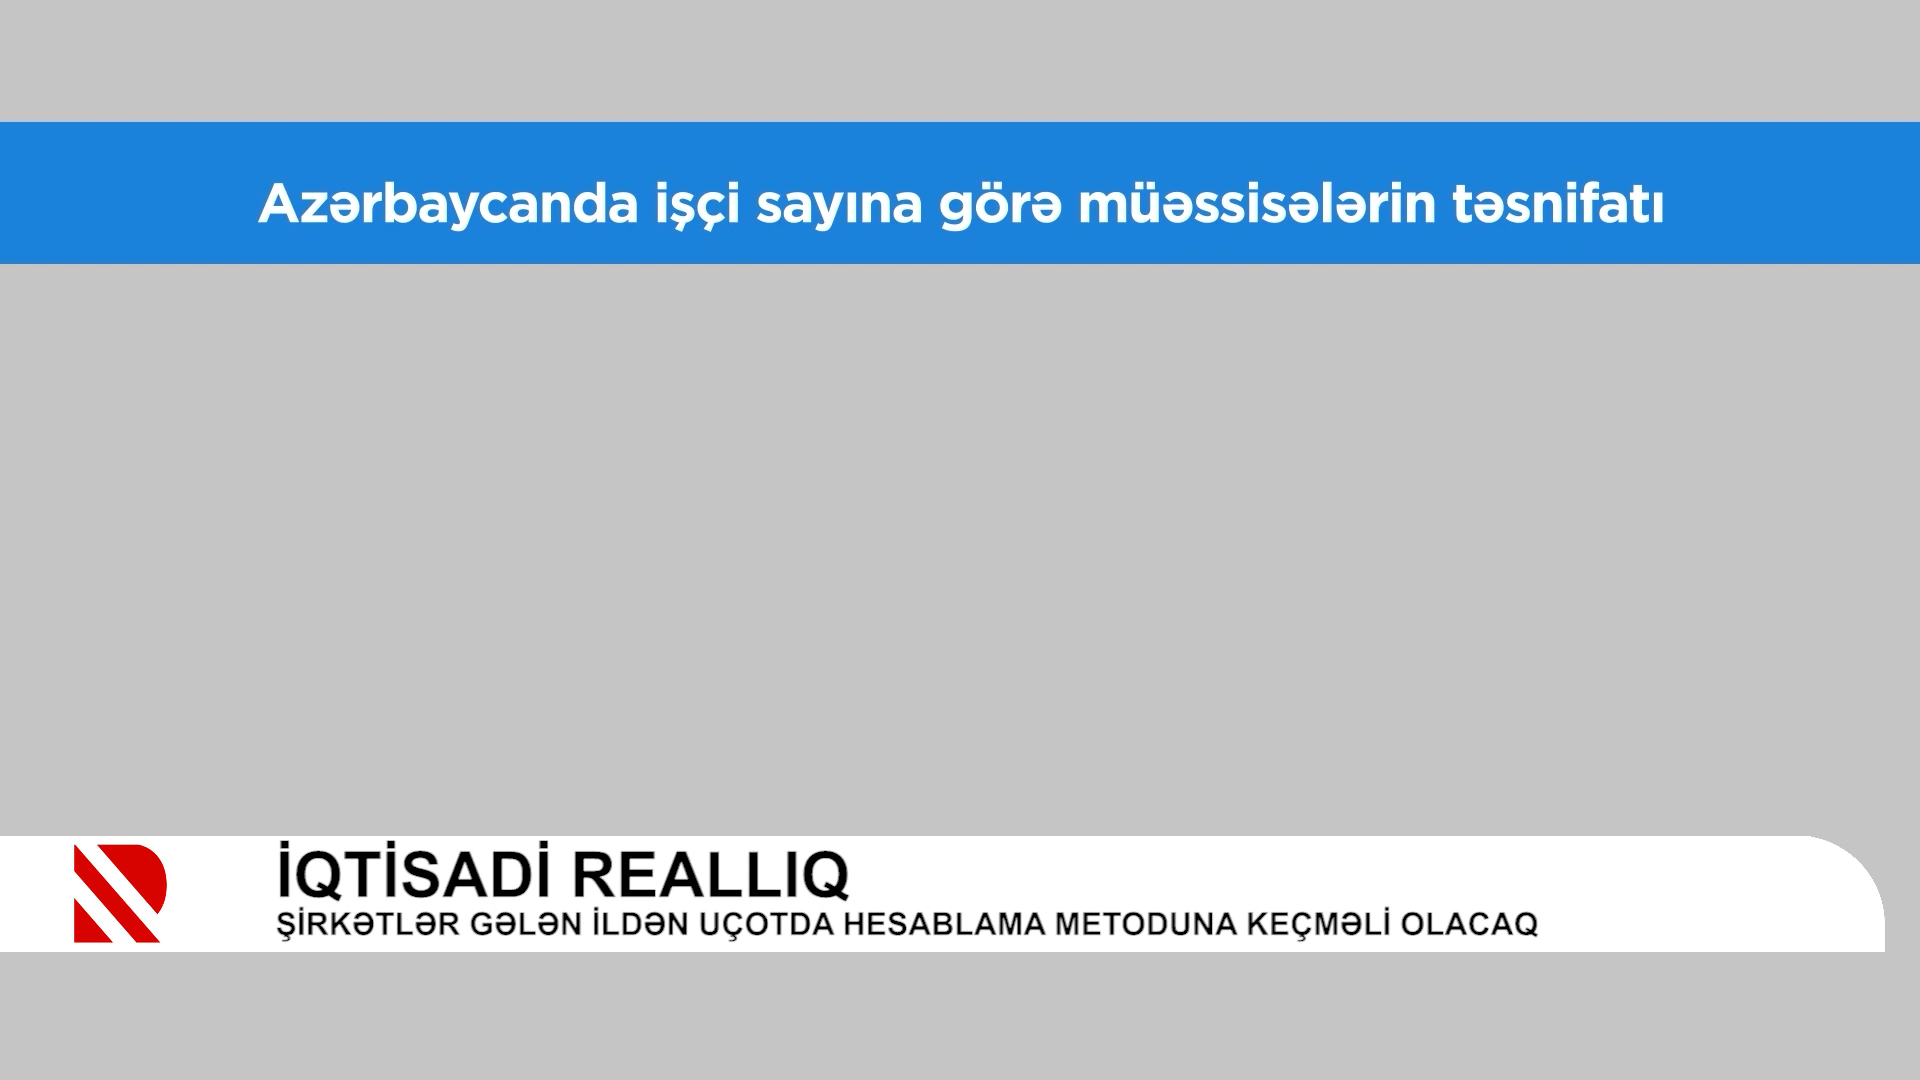 Azərbaycanda işçi sayına görə müəssisələrin təsnifatı
İQTİSADİ REALLIQ
ŞİRKƏTLƏR GƏLƏN İLDƏN UÇOTDA HESABLAMA METODUNA KEÇMƏLİ OLACAQ